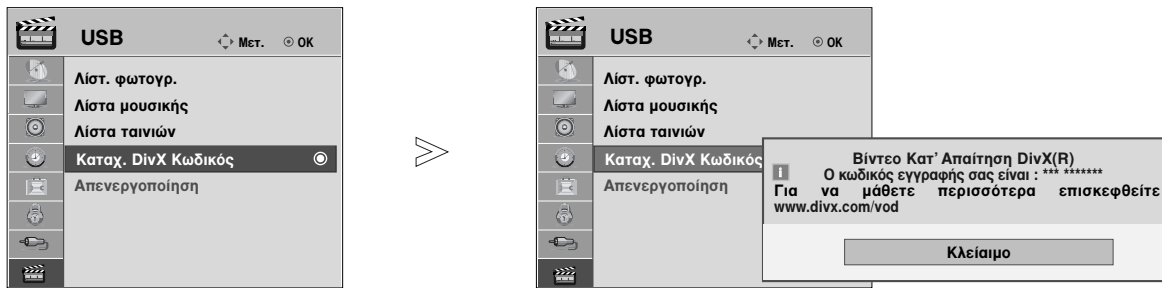 USB
Μετ. OK
Λίστ. φωτογρ.
Λίστα μουσικής
Λίστα ταινιών
Καταχ. DivX Κωδικός
Απενεργοποίηση
USB
Μετ. OK
Λίστ. φωτογρ.
Λίστα μουσικής
Λίστα ταινιών
Καταχ. DivX Κωδικός
Απενεργοποίηση
Βίντεο Κατ’ Απαίτηση DivX(R)
Ο κωδικός εγγραφής σας είναι : *** *******
Για να μάθετε περισσότερα επισκεφθείτε
www.divx.com/vod
Κλείαιμο